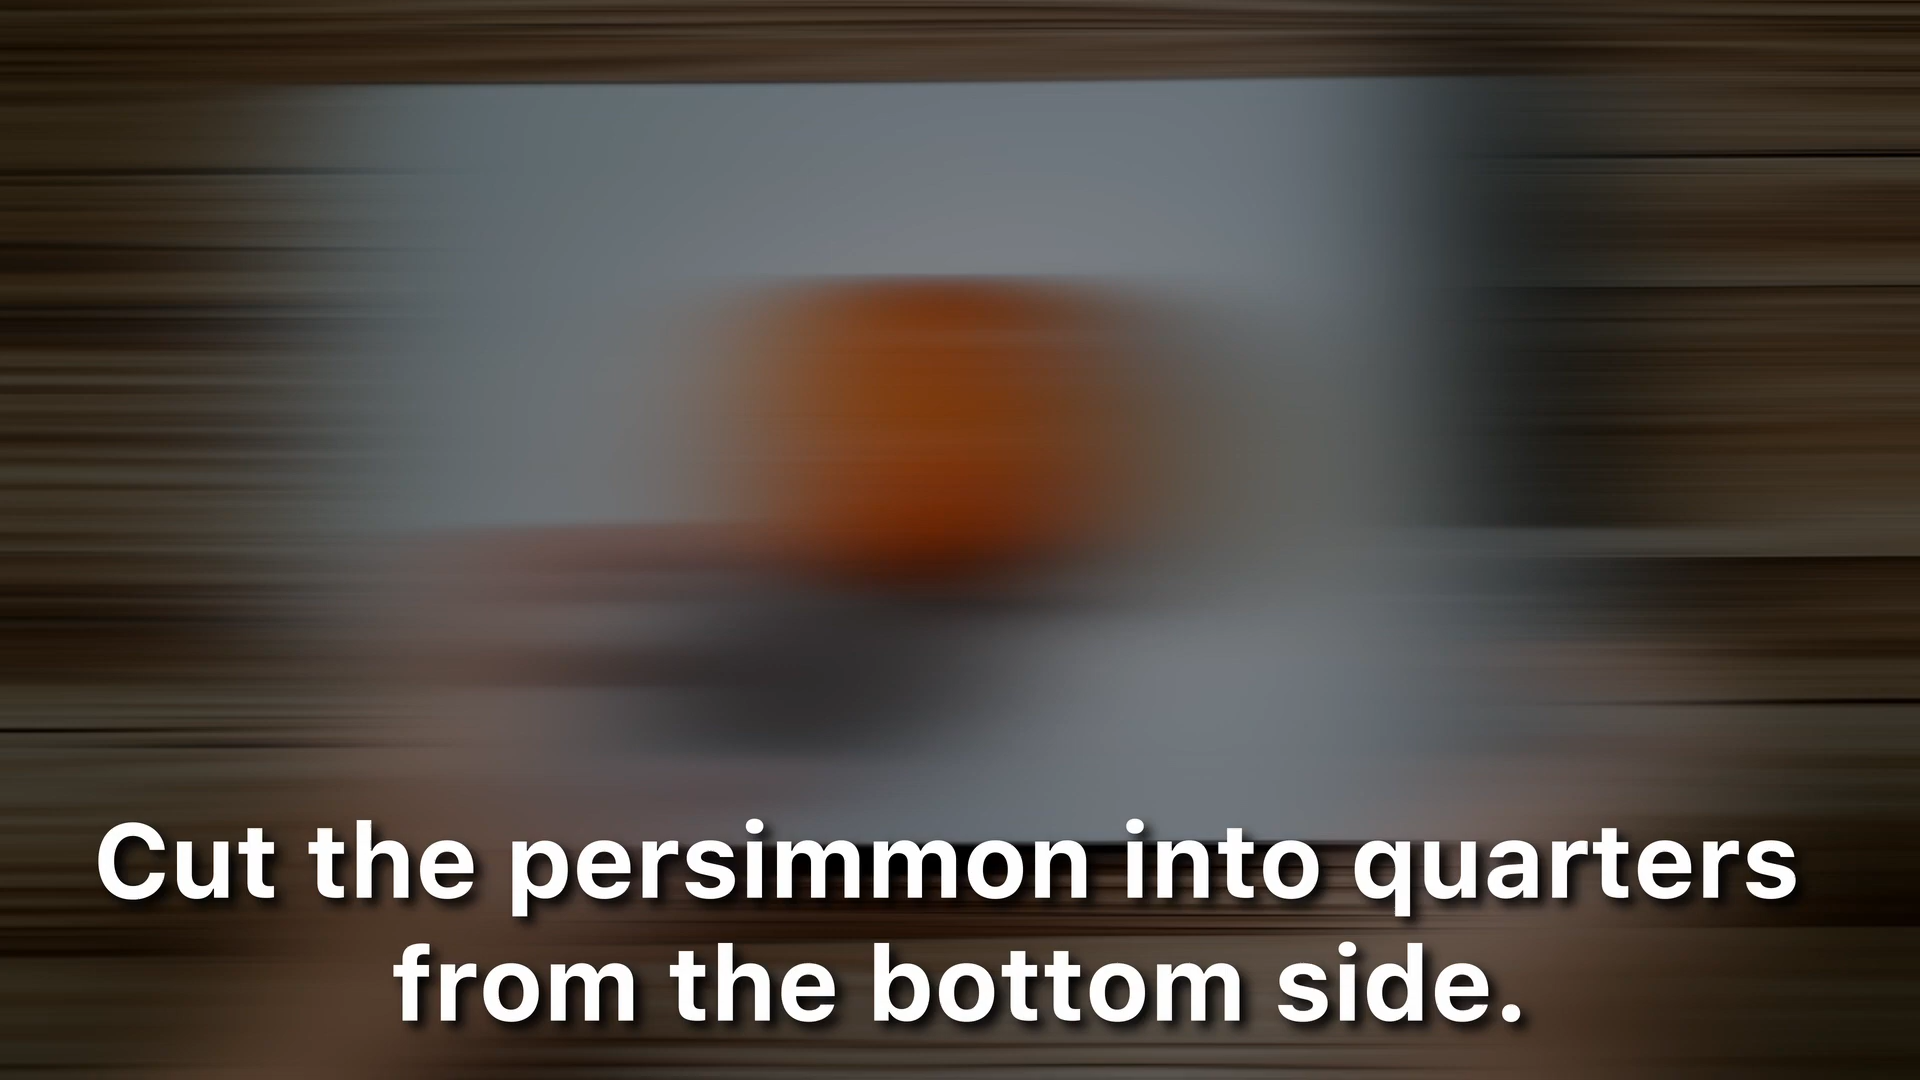 Cut the persimmon into quarters
from the bottom side.